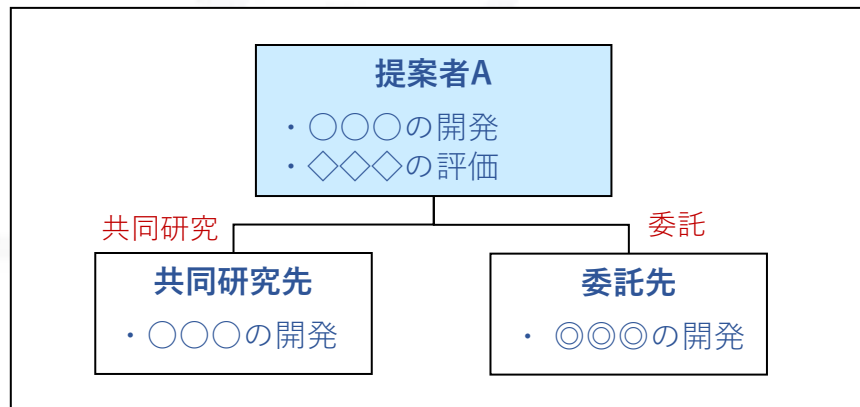 提案者A
・○○○の開発
・◇◇◇の評価
共同研究
委託
共同研究先
・○○○の開発
委託先
・ ◎◎◎の開発